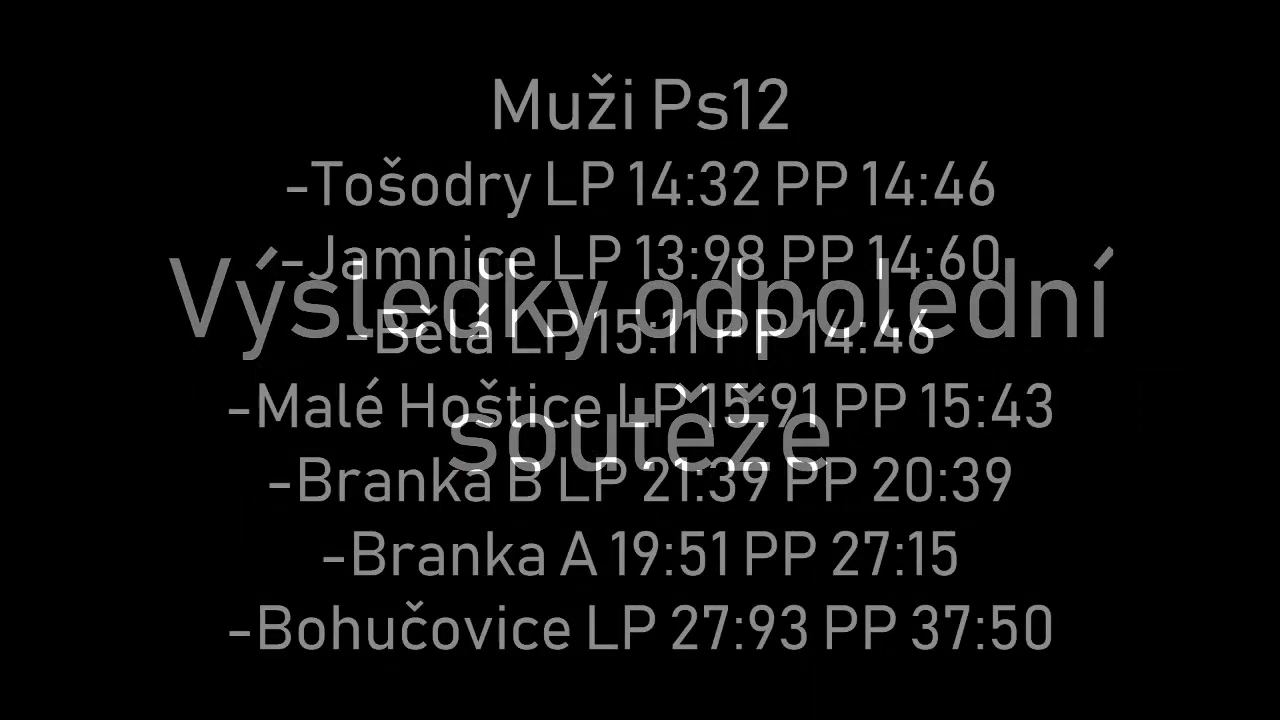 Muži Ps12
-Tošodry LP 14:32 PP 14:46
-Jamnice LP 13:98 PP 14:60
Výsledky odpolední
-Bělá LP 15:11 PP 14:46
-Malé Hoštice LP 15:91 PP 15:43
soutěže
-Branka B LP 21:39 PP 20:39
-Branka A 19:51 PP 27:15
-Bohučovice LP 27:93 PP 37:50